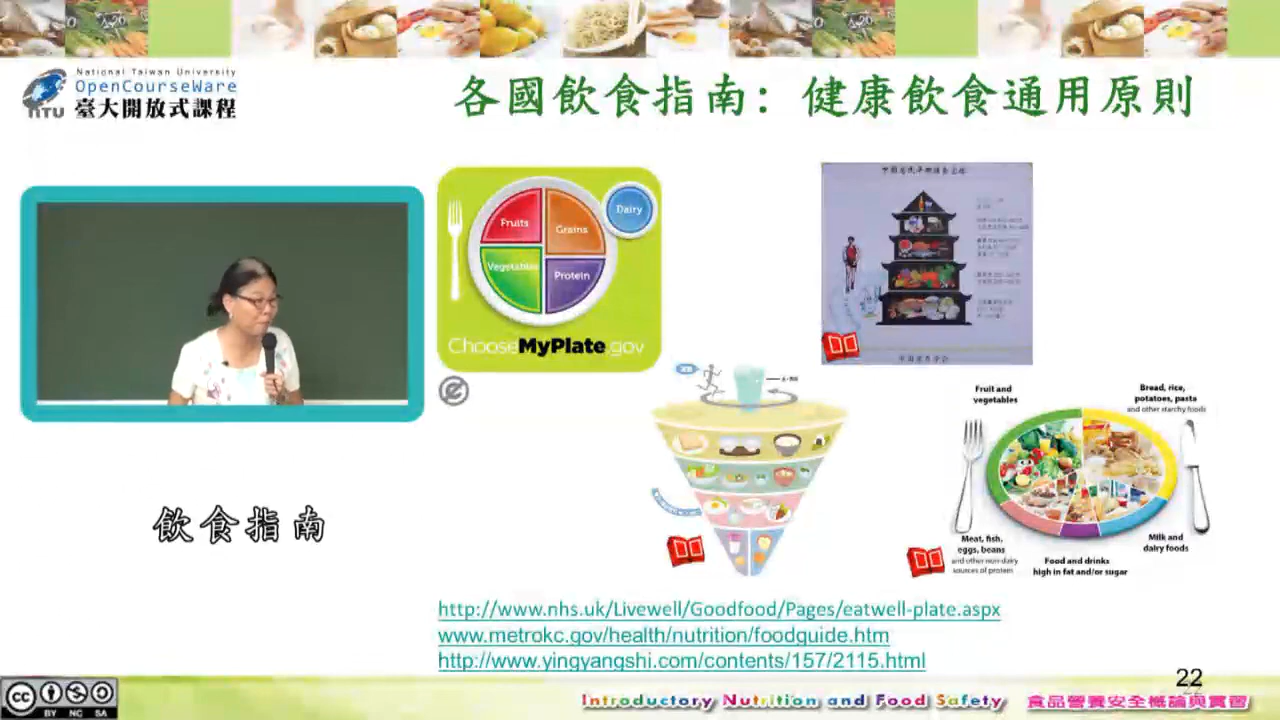 National Taiwan University
OpenCourseWare
臺大開放式課程
NTU
各國飲食指南：健康飲食通用原則
Fruits
Grains
Dairy
Vegetables
Protein
ChooseMyPlate.gov
Fruit and
vegetables
Bread, rice,
potatoes, pasta
and other starchy foods
Meat, fish,
eggs, beans
and other non-dairy
sources of protein
Food and drinks
high in fat and/or sugar
Milk and
dairy foods
飲食指南
http://www.nhs.uk/Livewell/Goodfood/Pages/eatwell-plate.aspx
www.metrokc.gov/health/nutrition/foodguide.htm
http://www.yingyangshi.com/contents/157/2115.html
22
cc
BY NC SA
Introductory Nutrition and Food Safety 食品營養安全概論與實習